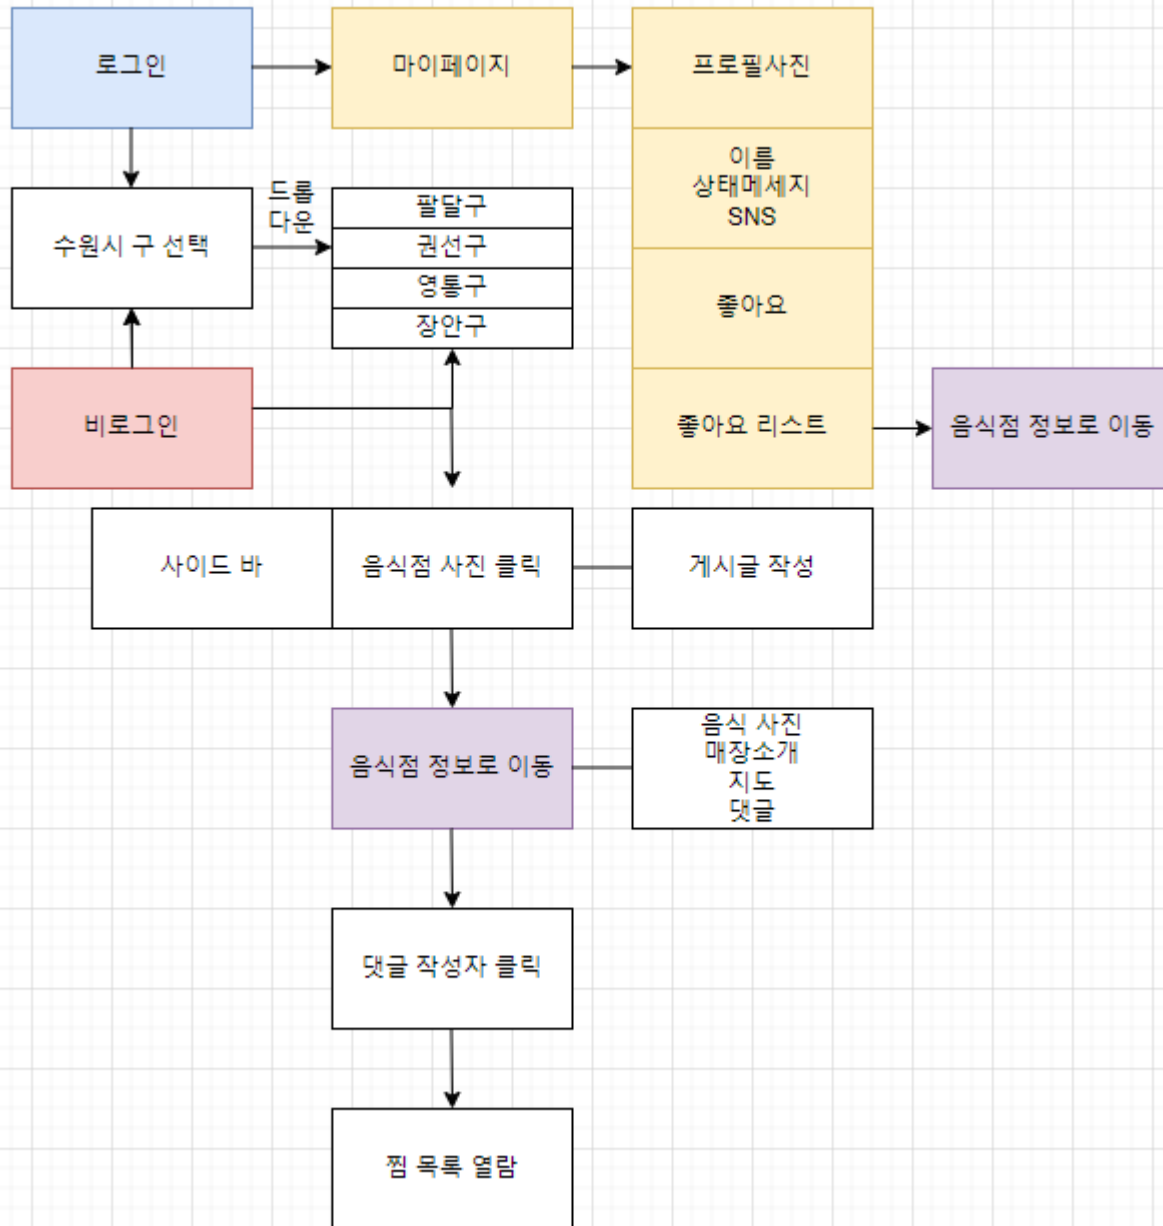 로그인
마이페이지
프로필사진
이름
상태메세지
SNS
수원시 구 선택
드롭
다운
팔달구
권선구
영통구
장안구
좋아요
비로그인
좋아요 리스트
음식점 정보로 이동
사이드 바
음식점 사진 클릭
게시글 작성
음식점 정보로 이동
음식 사진
매장소개
지도
댓글
댓글 작성자 클릭
찜 목록 열람